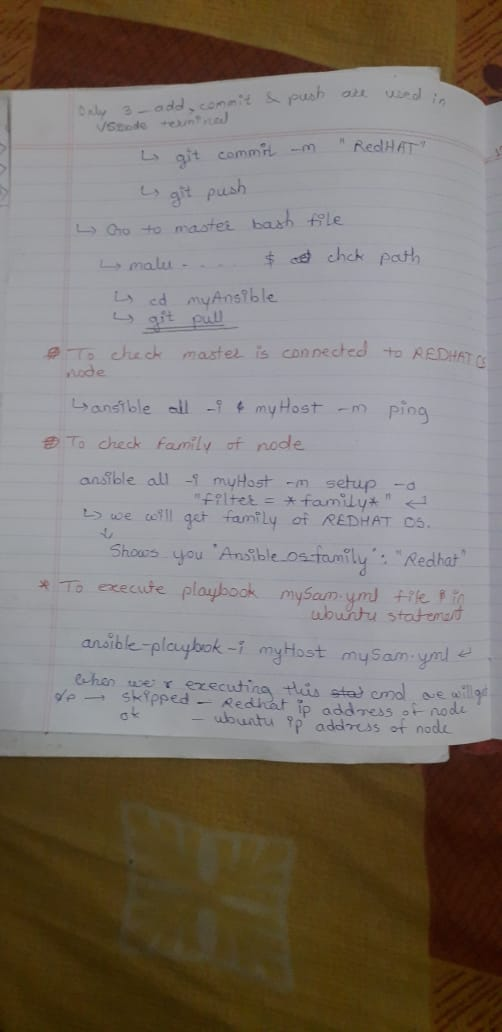 Only 3 - add, commit & push are used in
VScode terminal
↳ git commit -m "RedHAT"
↳ git push
↳ Go to master bash file
↳ malu - . . . . $ chck path
↳ cd myAnsible
↳ git pull
To check master is connected to REDHAT OS
node
↳ ansible all -i myHost -m ping
To check family of node
ansible all -i myHost -m setup -a
"filter = *family*" ↵
↳ we will get family of REDHAT OS.
↓
Shows you "Ansible_os_family": "Redhat"
* To execute playbook mySam.yml file in
ubuntu statement
ansible-playbook -i myHost mySam.yml ↵
When we r executing this cmd we will get
o/p → skipped - Redhat ip address of node
ok - ubuntu ip address of node